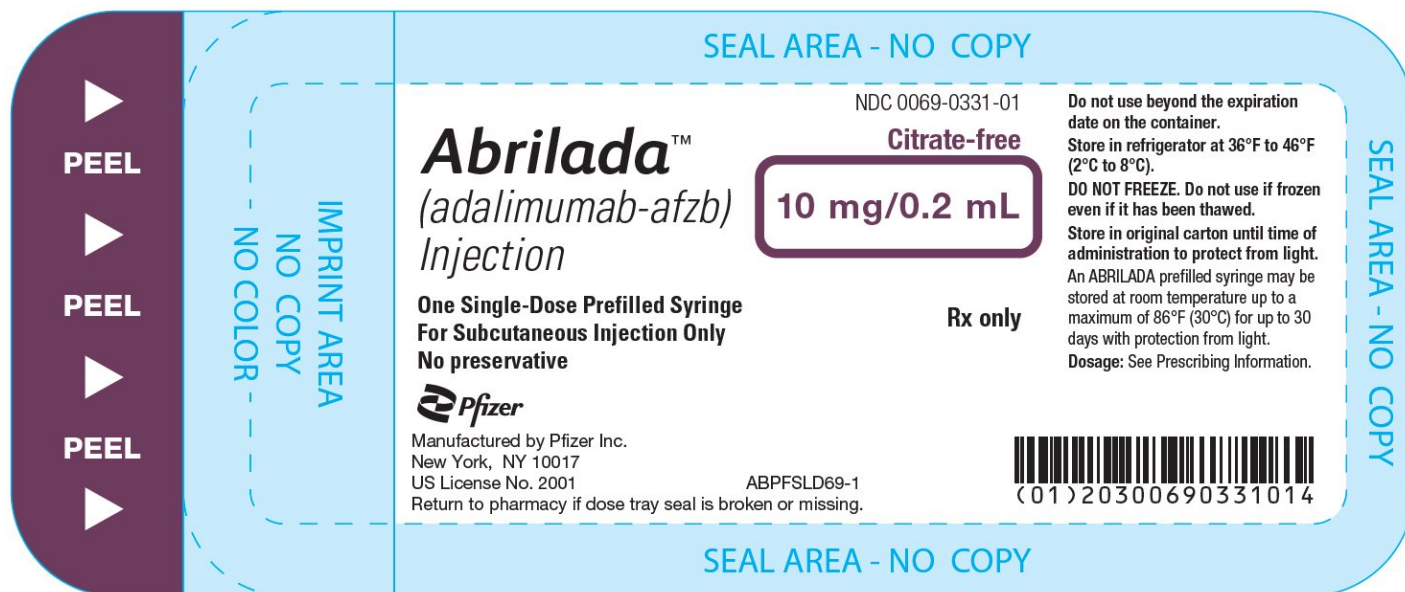 SEAL AREA - NO COPY
PEEL
PEEL
PEEL
IMPRINT AREA
NO COPY
- NO COLOR -
Abrilada™
(adalimumab-afzb)
Injection
One Single-Dose Prefilled Syringe
For Subcutaneous Injection Only
No preservative
Pfizer
Manufactured by Pfizer Inc.
New York, NY 10017
US License No. 2001
ABPFSLD69-1
Return to pharmacy if dose tray seal is broken or missing.
NDC 0069-0331-01
Citrate-free
10 mg/0.2 mL
Rx only
Do not use beyond the expiration
date on the container.
Store in refrigerator at 36°F to 46°F
(2°C to 8°C).
DO NOT FREEZE. Do not use if frozen
even if it has been thawed.
Store in original carton until time of
administration to protect from light.
An ABRILADA prefilled syringe may be
stored at room temperature up to a
maximum of 86°F (30°C) for up to 30
days with protection from light.
Dosage: See Prescribing Information.
(01)20300690331014
SEAL AREA - NO COPY
SEAL AREA - NO COPY